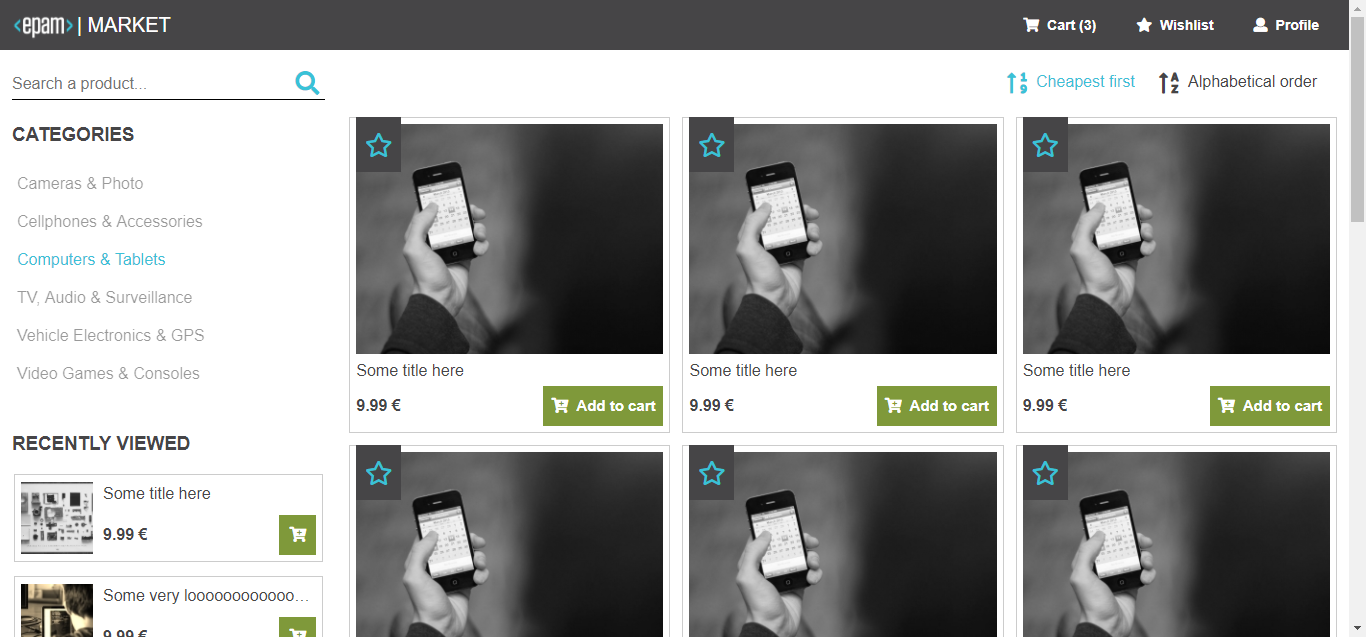 <epam> | MARKET
Cart (3)
Wishlist
Profile
Search a product...
Cheapest first
Alphabetical order
CATEGORIES
Cameras & Photo
Cellphones & Accessories
Computers & Tablets
TV, Audio & Surveillance
Vehicle Electronics & GPS
Video Games & Consoles
RECENTLY VIEWED
Some title here
9.99 €
Some very looooooooooooo...
9.99 €
Some title here
9.99 €
Add to cart
Some title here
9.99 €
Add to cart
Some title here
9.99 €
Add to cart